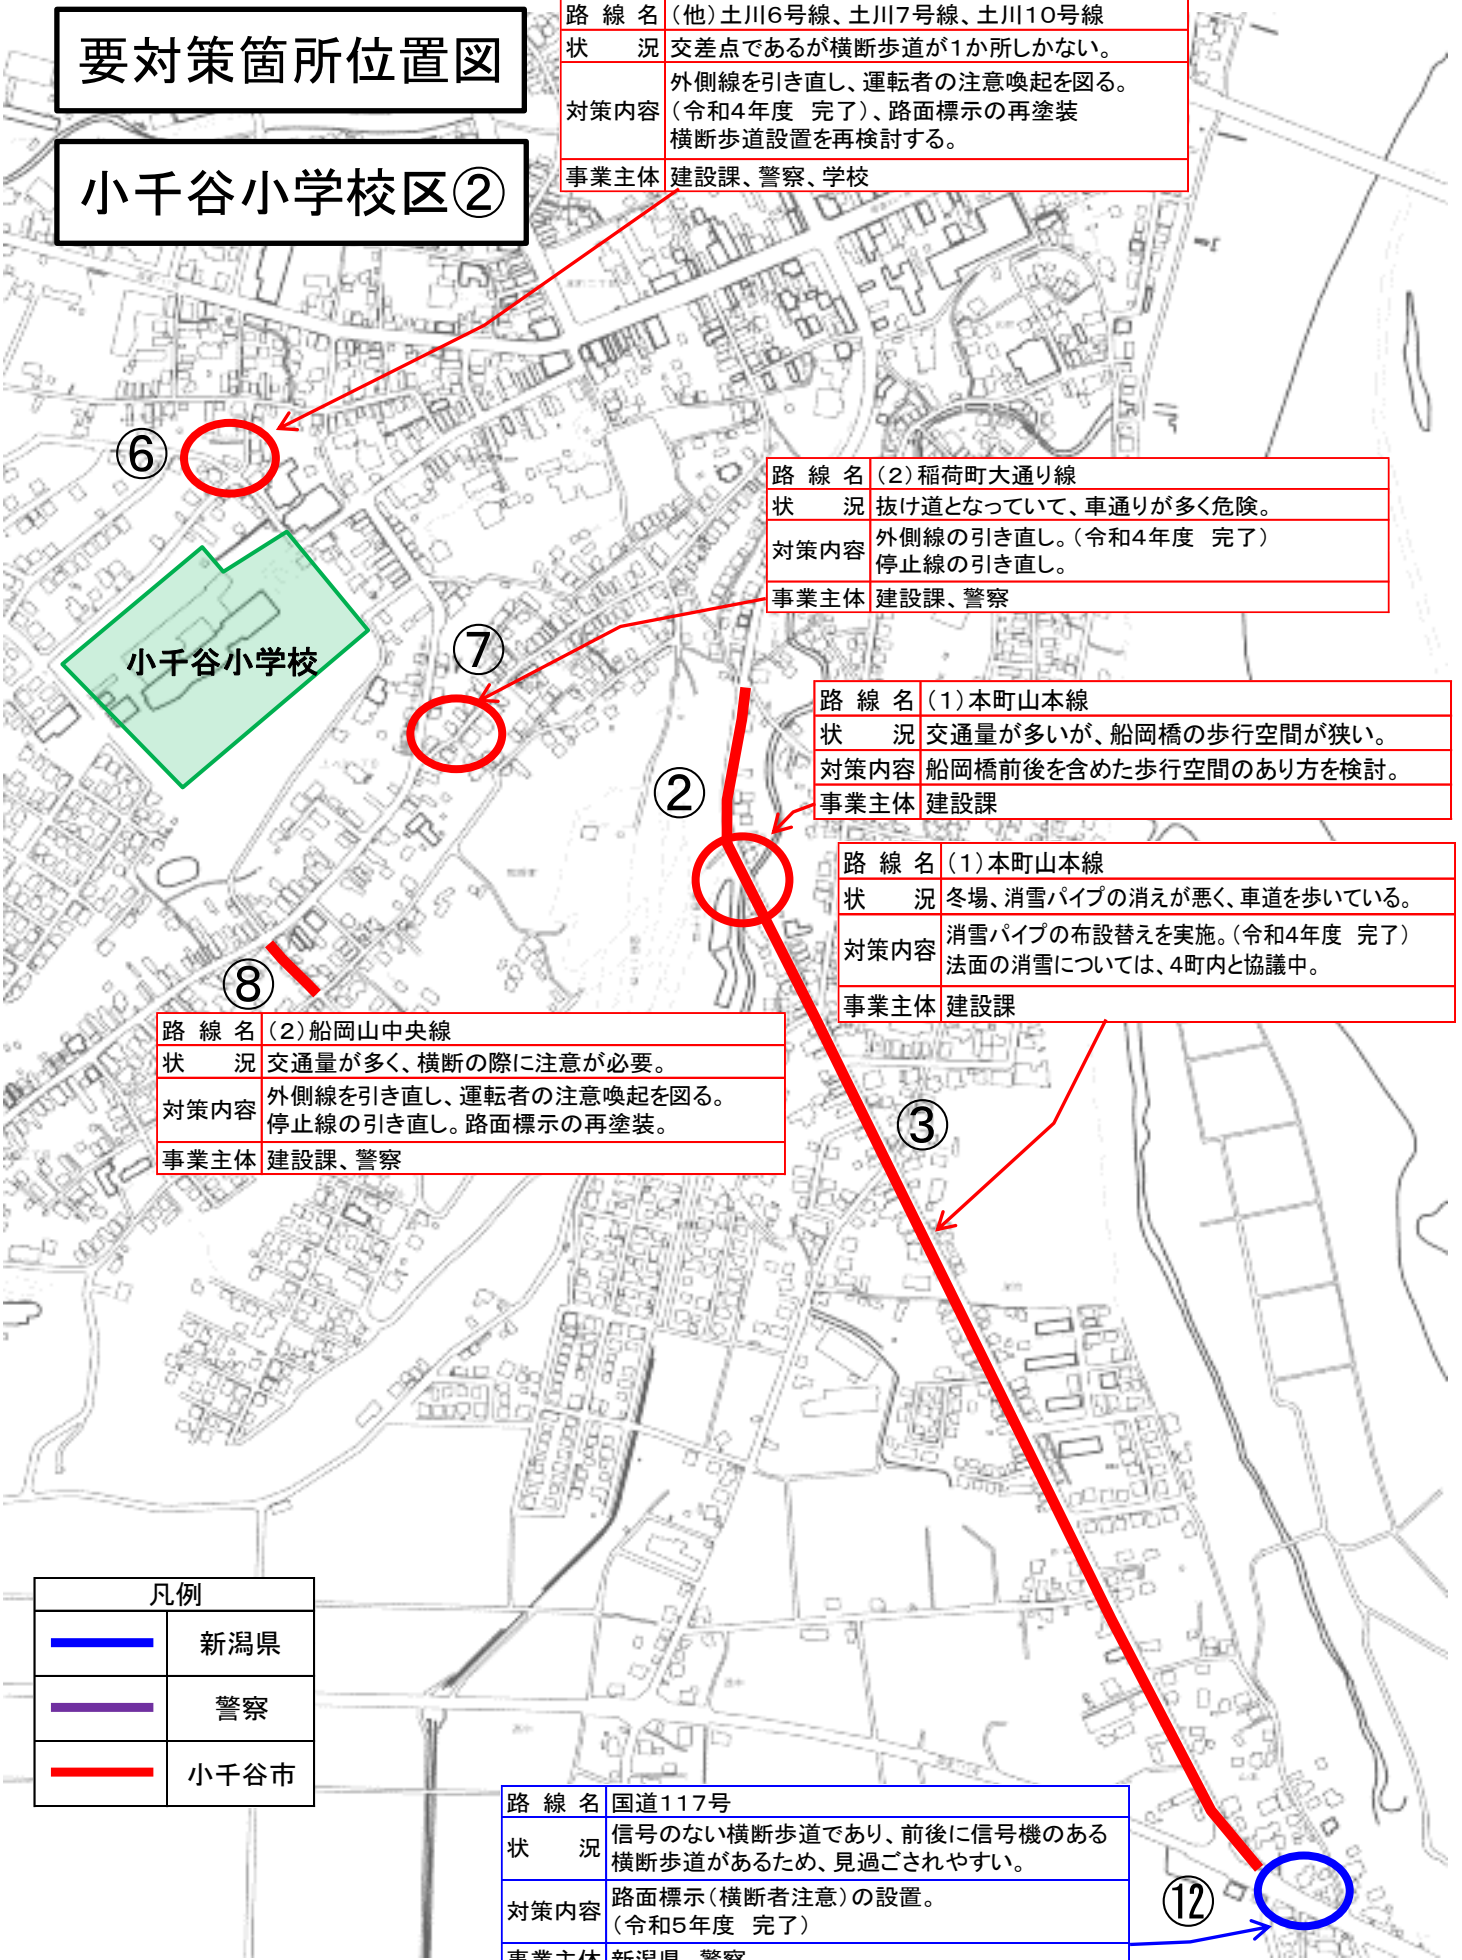 要対策箇所位置図
小千谷小学校区②
路線名 (他)土川6号線、土川7号線、土川10号線
状況 交差点であるが横断歩道が1か所しかない。
対策内容 外側線を引き直し、運転者の注意喚起を図る。
(令和4年度 完了)、路面標示の再塗装
横断歩道設置を再検討する。
事業主体 建設課、警察、学校
⑥
路線名 (2)稲荷町大通り線
状況 抜け道となっていて、車通りが多く危険。
対策内容 外側線の引き直し。(令和4年度 完了)
停止線の引き直し。
事業主体 建設課、警察
小千谷小学校
⑦
路線名 (1)本町山本線
状況 交通量が多いが、船岡橋の歩行空間が狭い。
対策内容 船岡橋前後を含めた歩行空間のあり方を検討。
事業主体 建設課
②
路線名 (1)本町山本線
状況 冬場、消雪パイプの消えが悪く、車道を歩いている。
対策内容 消雪パイプの布設替えを実施。(令和4年度 完了)
法面の消雪については、4町内と協議中。
事業主体 建設課
⑧
路線名 (2)船岡山中央線
状況 交通量が多く、横断の際に注意が必要。
対策内容 外側線を引き直し、運転者の注意喚起を図る。
停止線の引き直し。路面標示の再塗装。
事業主体 建設課、警察
③
凡例
新潟県
警察
小千谷市
路線名 国道117号
状況 信号のない横断歩道であり、前後に信号機のある
横断歩道があるため、見過ごされやすい。
対策内容 路面標示(横断者注意)の設置。
(令和5年度 完了)
事業主体 新潟県、警察
⑫